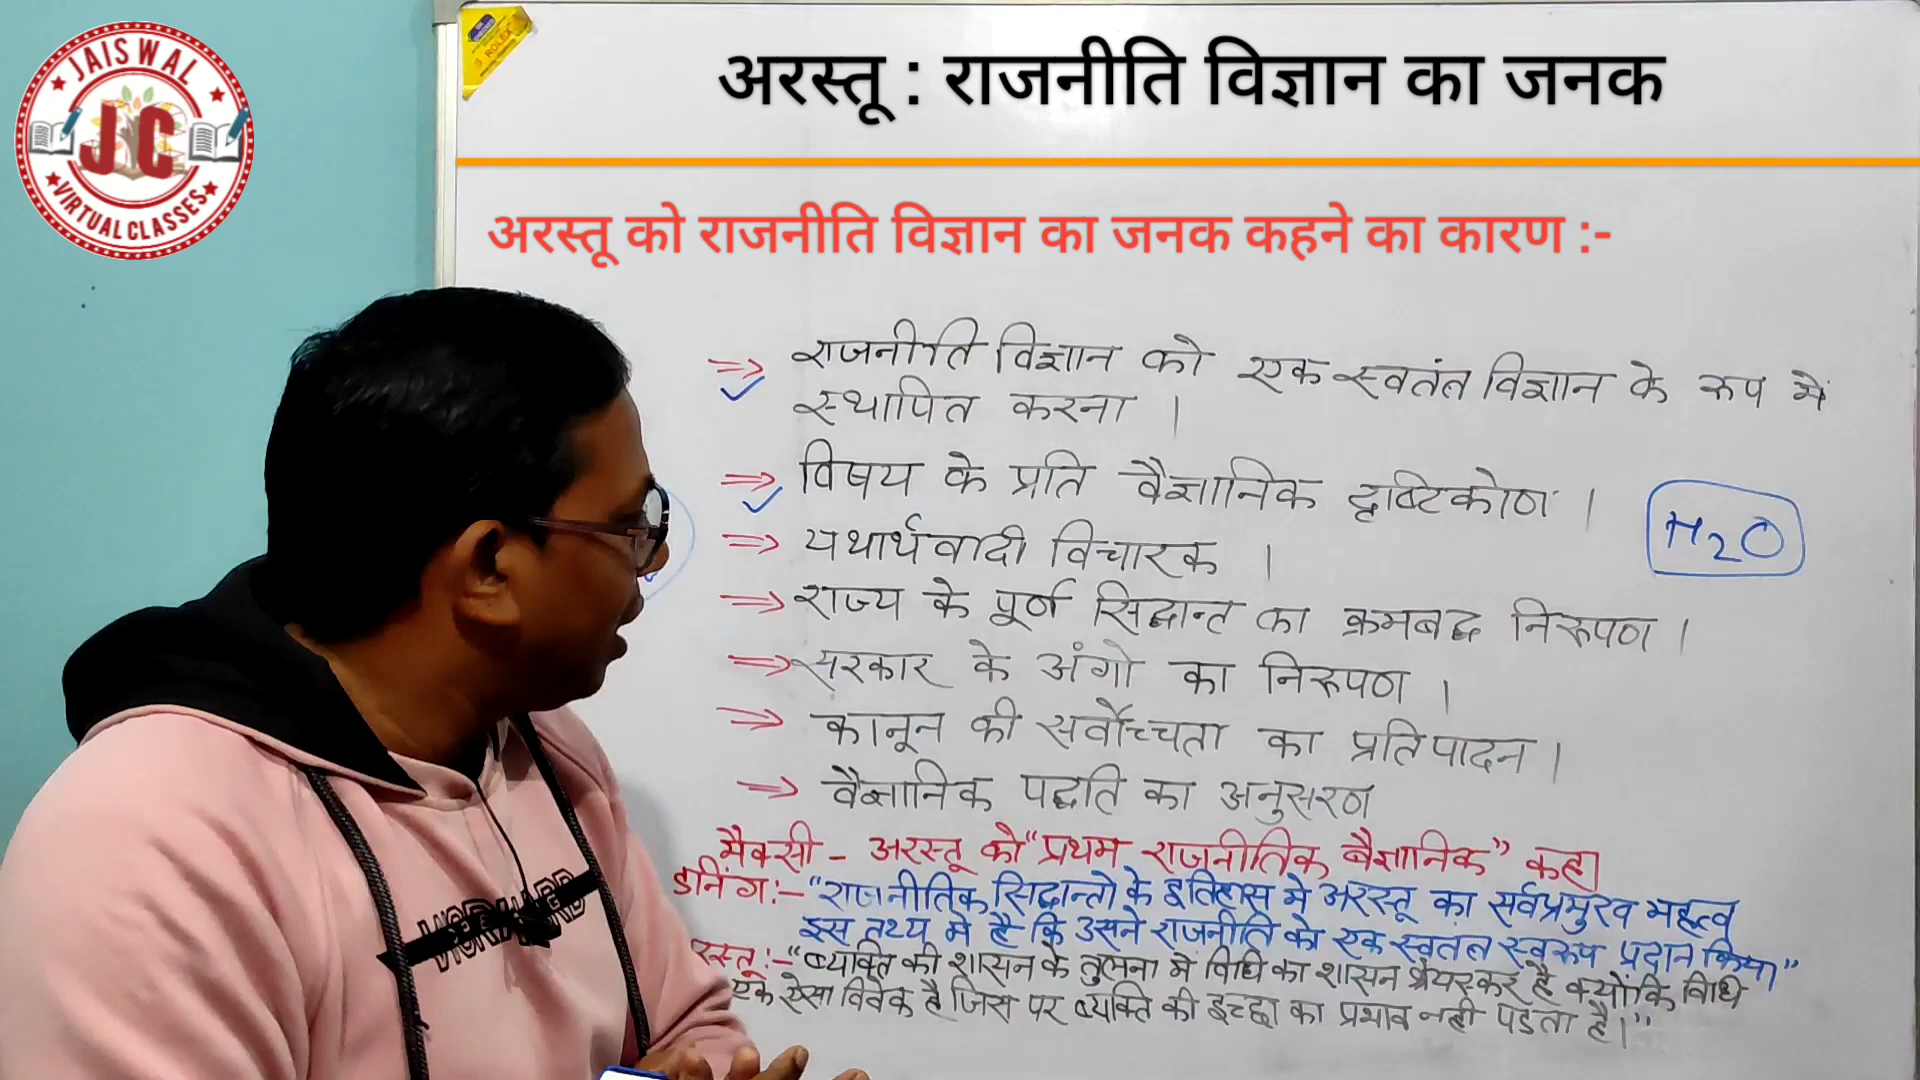 JAISWAL
JC
VIRTUAL CLASSES
ROLEX
अरस्तू : राजनीति विज्ञान का जनक
अरस्तू को राजनीति विज्ञान का जनक कहने का कारण :-
⇒ राजनीति विज्ञान को एक स्वतंत विज्ञान के रूप में
स्थापित करना ।
⇒ विषय के प्रति वैज्ञानिक दृष्टिकोण ।
H2O
⇒ यथार्थवादी विचारक ।
⇒ राज्य के पूर्ण सिद्धान्त का क्रमबद्ध निरूपण ।
⇒ सरकार के अंगो का निरूपण ।
⇒ कानून की सर्वोच्चता का प्रतिपादन ।
⇒ वैज्ञानिक पद्धति का अनुसरण
मैक्सी - अरस्तू को "प्रथम राजनीतिक वैज्ञानिक" कहा
डनिंग :- "राजनीतिक सिद्धान्तो के इतिहास मे अरस्तू का सर्वप्रमुख महत्व
इस तथ्य मे है कि उसने राजनीति को एक स्वतंत स्वरूप प्रदान किया"
रस्तू :- "व्यक्ति की शासन के तुलना में विधि का शासन श्रेयस्कर है क्योंकि विधि
एक ऐसा विवेक है जिस पर व्यक्ति की इच्छा का प्रभाव नही पडता है ।"